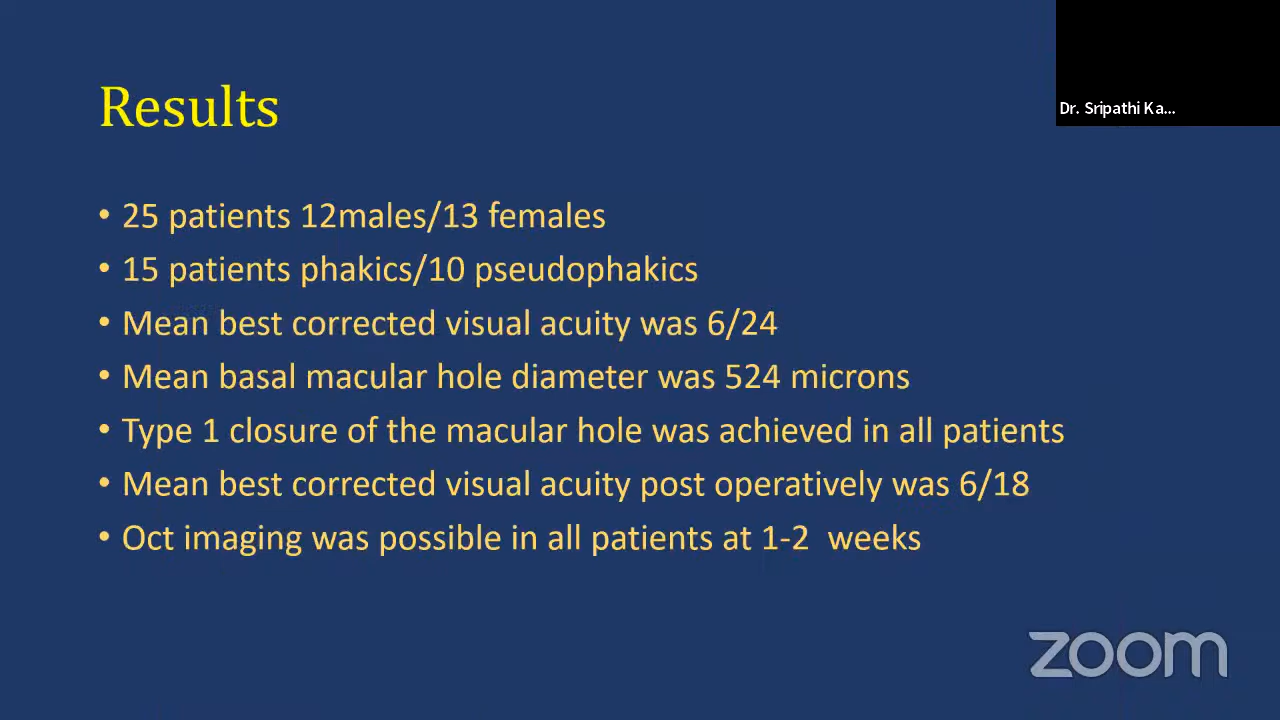 Dr. Sripathi Ka...
Results
• 25 patients 12males/13 females
• 15 patients phakics/10 pseudophakics
• Mean best corrected visual acuity was 6/24
• Mean basal macular hole diameter was 524 microns
• Type 1 closure of the macular hole was achieved in all patients
• Mean best corrected visual acuity post operatively was 6/18
• Oct imaging was possible in all patients at 1-2  weeks
zoom